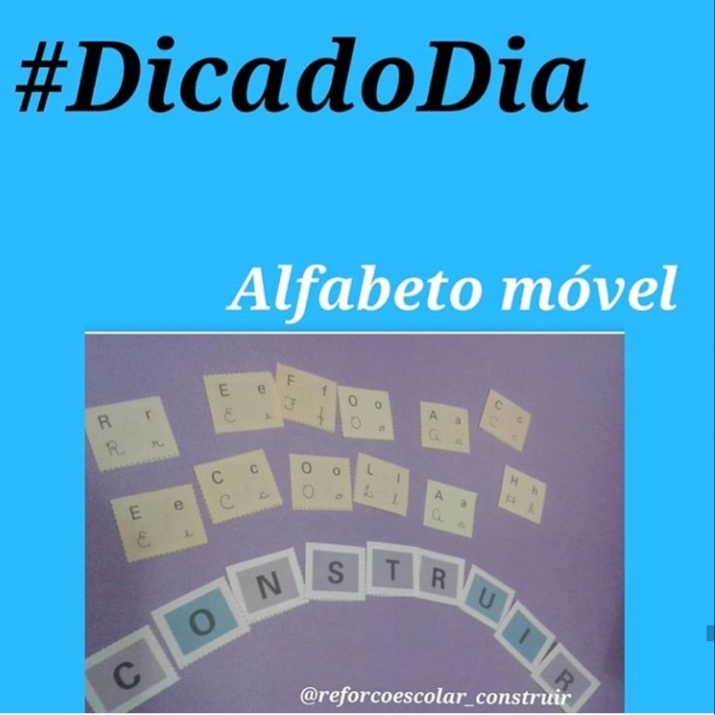 #DicadoDia
Alfabeto móvel
R r
R r
E e
E e
F f
F f
O o
O o
A a
A a
C c
C c
E e
E e
C c
C c
O o
O o
L l
L l
A a
A a
H h
H h
CONSTRUIR
@reforcoescolar_construir